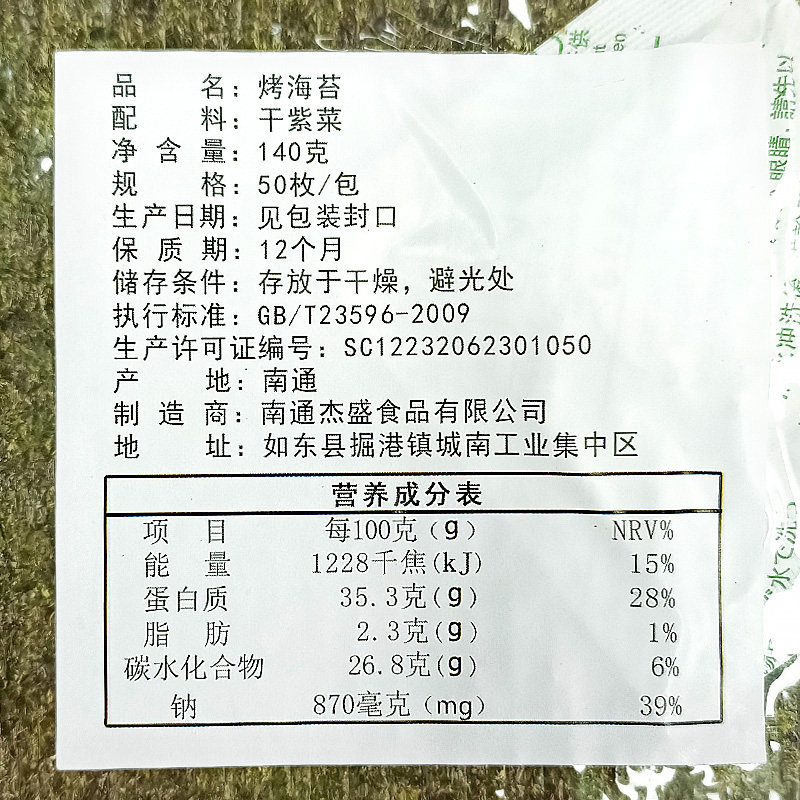 品 名：烤海苔
配 料：干紫菜
净 含 量：140克
规 格：50枚/包
生产日期：见包装封口
保 质 期：12个月
储存条件：存放于干燥，避光处
执行标准：GB/T23596-2009
生产许可证编号：SC12232062301050
产 地：南通
制 造 商：南通杰盛食品有限公司
地 址：如东县掘港镇城南工业集中区
营养成分表
项 目 每100克（g） NRV%
能 量 1228千焦(kJ) 15%
蛋白质 35.3克(g) 28%
脂 肪 2.3克(g) 1%
碳水化合物 26.8克(g) 6%
钠 870毫克（mg） 39%